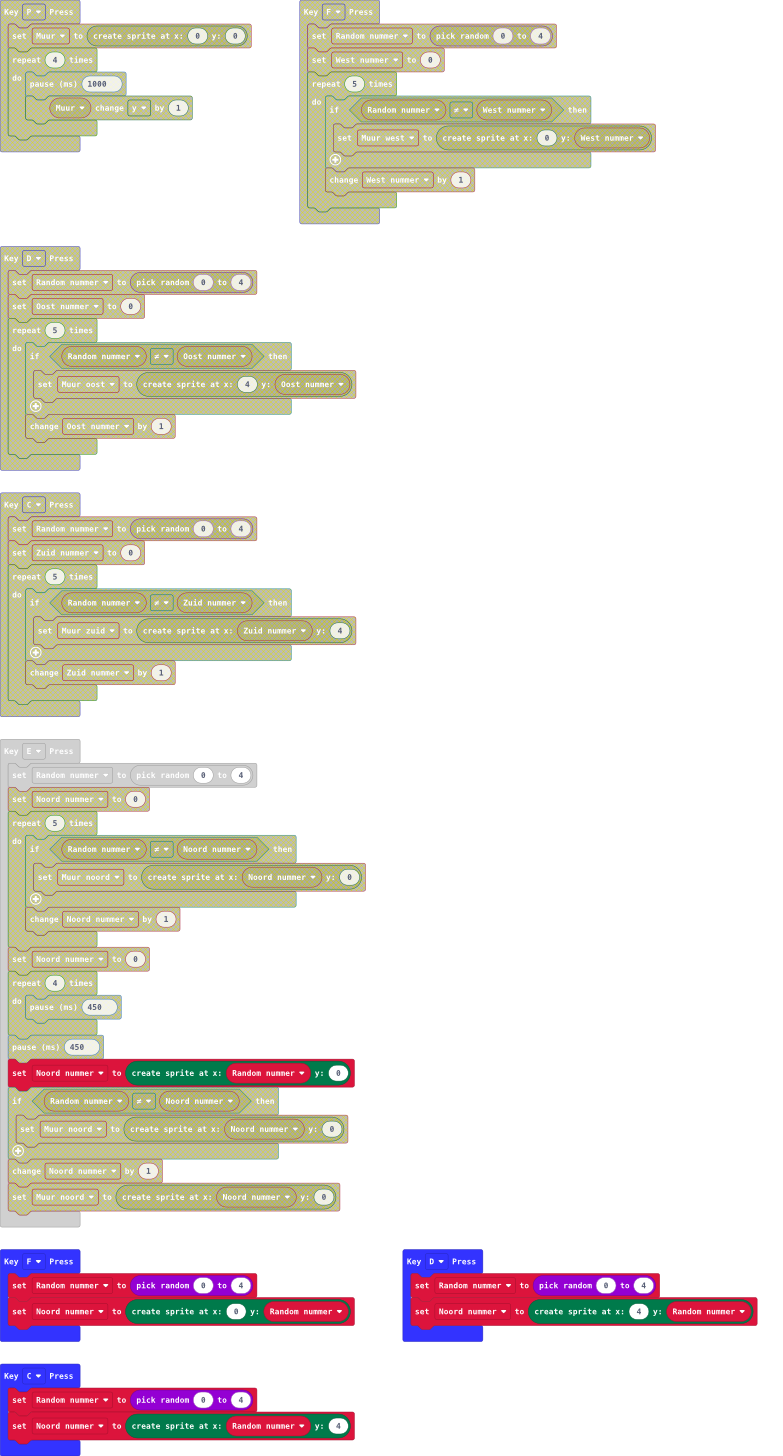 Key P Press
set Muur to create sprite at x: 0 y: 0
repeat 4 times
do
pause (ms) 1000
Muur change y by 1
Key F Press
set Random nummer to pick random 0 to 4
set West nummer to 0
repeat 5 times
do
if Random nummer ≠ West nummer then
set Muur west to create sprite at x: 0 y: West nummer
change West nummer by 1
Key D Press
set Random nummer to pick random 0 to 4
set Oost nummer to 0
repeat 5 times
do
if Random nummer ≠ Oost nummer then
set Muur oost to create sprite at x: 4 y: Oost nummer
change Oost nummer by 1
Key C Press
set Random nummer to pick random 0 to 4
set Zuid nummer to 0
repeat 5 times
do
if Random nummer ≠ Zuid nummer then
set Muur zuid to create sprite at x: Zuid nummer y: 4
change Zuid nummer by 1
Key E Press
set Random nummer to pick random 0 to 4
set Noord nummer to 0
repeat 5 times
do
if Random nummer ≠ Noord nummer then
set Muur noord to create sprite at x: Noord nummer y: 0
change Noord nummer by 1
set Noord nummer to 0
repeat 4 times
do
pause (ms) 450
pause (ms) 450
set Noord nummer to create sprite at x: Random nummer y: 0
if Random nummer ≠ Noord nummer then
set Muur noord to create sprite at x: Noord nummer y: 0
change Noord nummer by 1
set Muur noord to create sprite at x: Noord nummer y: 0
Key F Press
set Random nummer to pick random 0 to 4
set Noord nummer to create sprite at x: 0 y: Random nummer
Key D Press
set Random nummer to pick random 0 to 4
set Noord nummer to create sprite at x: 4 y: Random nummer
Key C Press
set Random nummer to pick random 0 to 4
set Noord nummer to create sprite at x: Random nummer y: 4